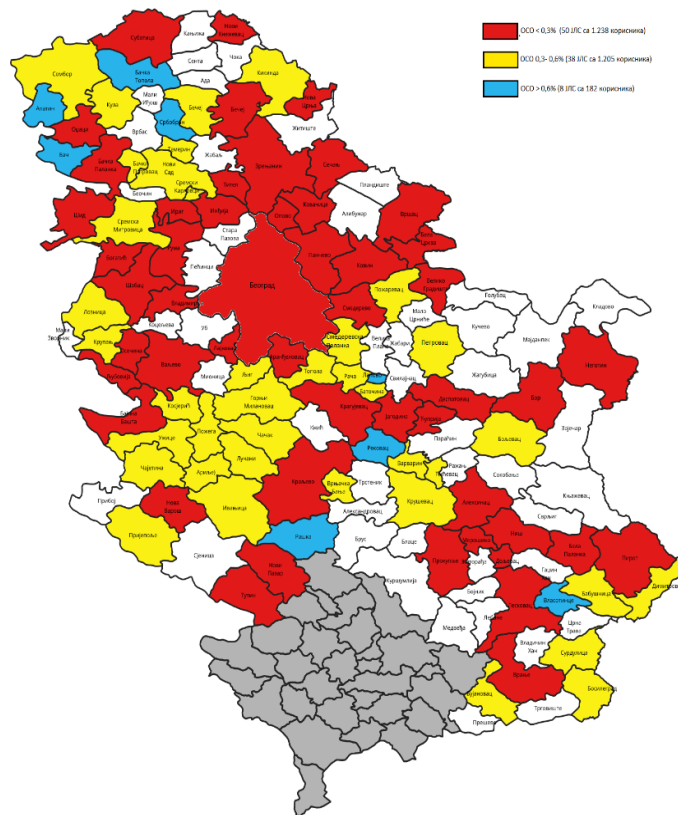 ОСО < 0,3% (50 ЈЛС са 1.238 корисника)
ОСО 0,3- 0,6% (38 ЈЛС са 1.205 корисника)
ОСО > 0,6% (8 ЈЛС са 182 корисника)
Суботица
Кањижа
Нови
Кнежевац
Сента
Чока
Бачка
Топола
Ада
Сомбор
Кикинда
Мали
Иђош
Кула
Бечеј
Нова
Црња
Апатин
Србобран
Врбас
Житиште
Оџаци
Темерин
Жабаљ
Бач
Бачка
Паланка
Бачки
Петровац
Нови
Сад
Зрењанин
Сечањ
Сремски
Карловци
Беочин
Тител
Пландиште
Ковачица
Алибунар
Вршац
Шид
Ириг
Инђија
Опово
Сремска
Митровица
Стара
Пазова
Бела
Црква
Рума
Панчево
Ковин
Богатић
Пећинци
Београд
Шабац
Велико
Градиште
Голубац
Кладово
Пожаревац
Лозница
Смедерево
Мало
Црниће
Кучево
Мајданпек
Мали
Зворник
Коцељева
Уб
Смедеревска
Паланка
Жабари
Петровац
Крупањ
Љубовија
Ваљево
Мионица
Љиг
Топола
Рача
Свилајнац
Жагубица
Неготин
Баточина
Бор
Косјерић
Горњи
Милановац
Крагујевац
Деспотовац
Бајина
Башта
Ужице
Пожега
Чачак
Кнић
Јагодина
Ћуприја
Параћин
Бољевац
Зајечар
Рековац
Чајетина
Ариље
Лучани
Краљево
Варварин
Ражањ
Ћићевац
Сокобања
Књажевац
Врњачка
Бања
Трстеник
Крушевац
Алексинац
Прибој
Нова
Варош
Ивањица
Александровац
Сврљиг
Пријепоље
Рашка
Брус
Блаце
Ниш
Сјеница
Прокупље
Бела
Паланка
Пирот
Нови
Пазар
Куршумлија
Бојник
Тутин
Власотинце
Бабушница
Медвеђа
Црна
Трава
Владичин
Хан
Сурдулица
Врање
Босилеград
Трговиште
Прешево